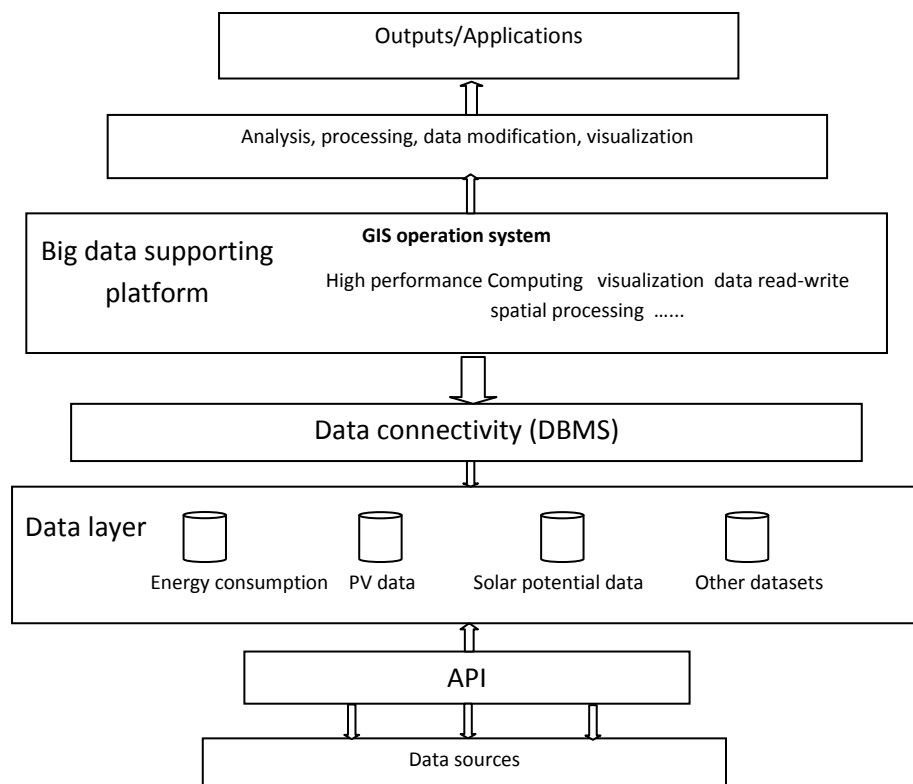 Outputs/Applications
Analysis, processing, data modification, visualization
GIS operation system
Big data supporting
platform
High performance Computing visualization data read-write
spatial processing …...
Data connectivity (DBMS)
Data layer
Energy consumption PV data Solar potential data Other datasets
API
Data sources